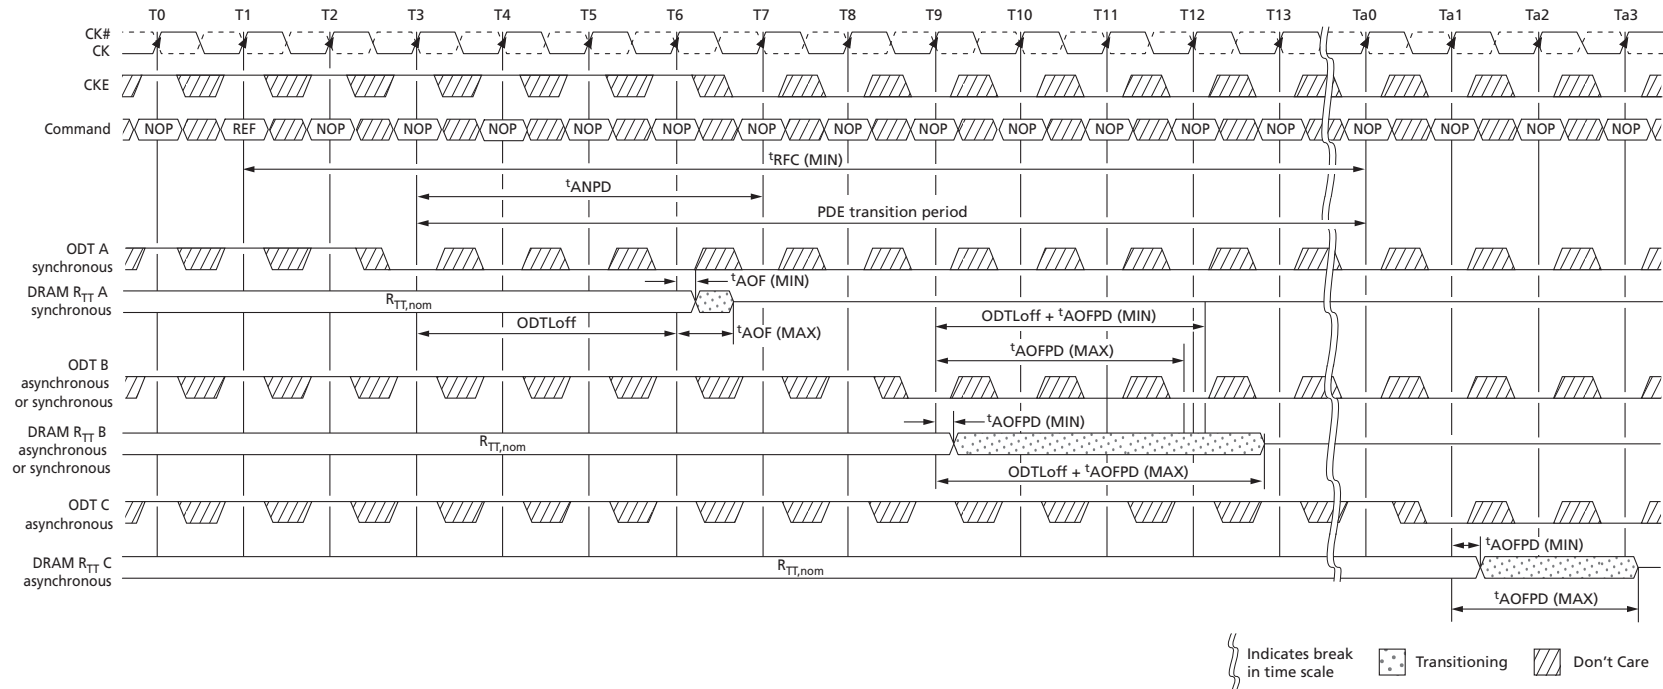 T0 T1 T2 T3 T4 T5 T6 T7 T8 T9 T10 T11 T12 T13 Ta0 Ta1 Ta2 Ta3
CK#
CK
CKE
Command NOP REF NOP NOP NOP NOP NOP NOP NOP NOP NOP NOP NOP NOP NOP NOP NOP NOP
tRFC (MIN)
tANPD
PDE transition period
ODT A
synchronous
tAOF (MIN)
DRAM RTT A
synchronous
RTT,nom
ODTLoff + tAOFPD (MIN)
ODTLoff
tAOF (MAX)
tAOFPD (MAX)
ODT B
asynchronous
or synchronous
tAOFPD (MIN)
DRAM RTT B
asynchronous
or synchronous
RTT,nom
ODTLoff + tAOFPD (MAX)
ODT C
asynchronous
tAOFPD (MIN)
DRAM RTT C
asynchronous
RTT,nom
tAOFPD (MAX)
Indicates break
in time scale
Transitioning
Don't Care